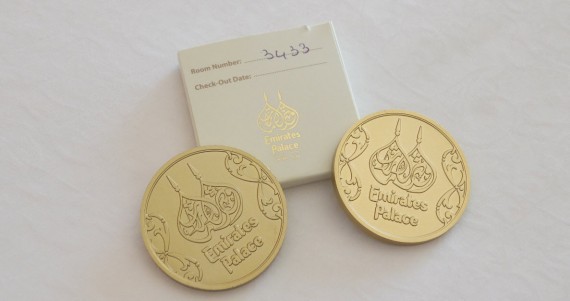 Room Number: 3433
Check-Out Date:
Emirates
Palace
Emirates
Palace
Emirates
Palace